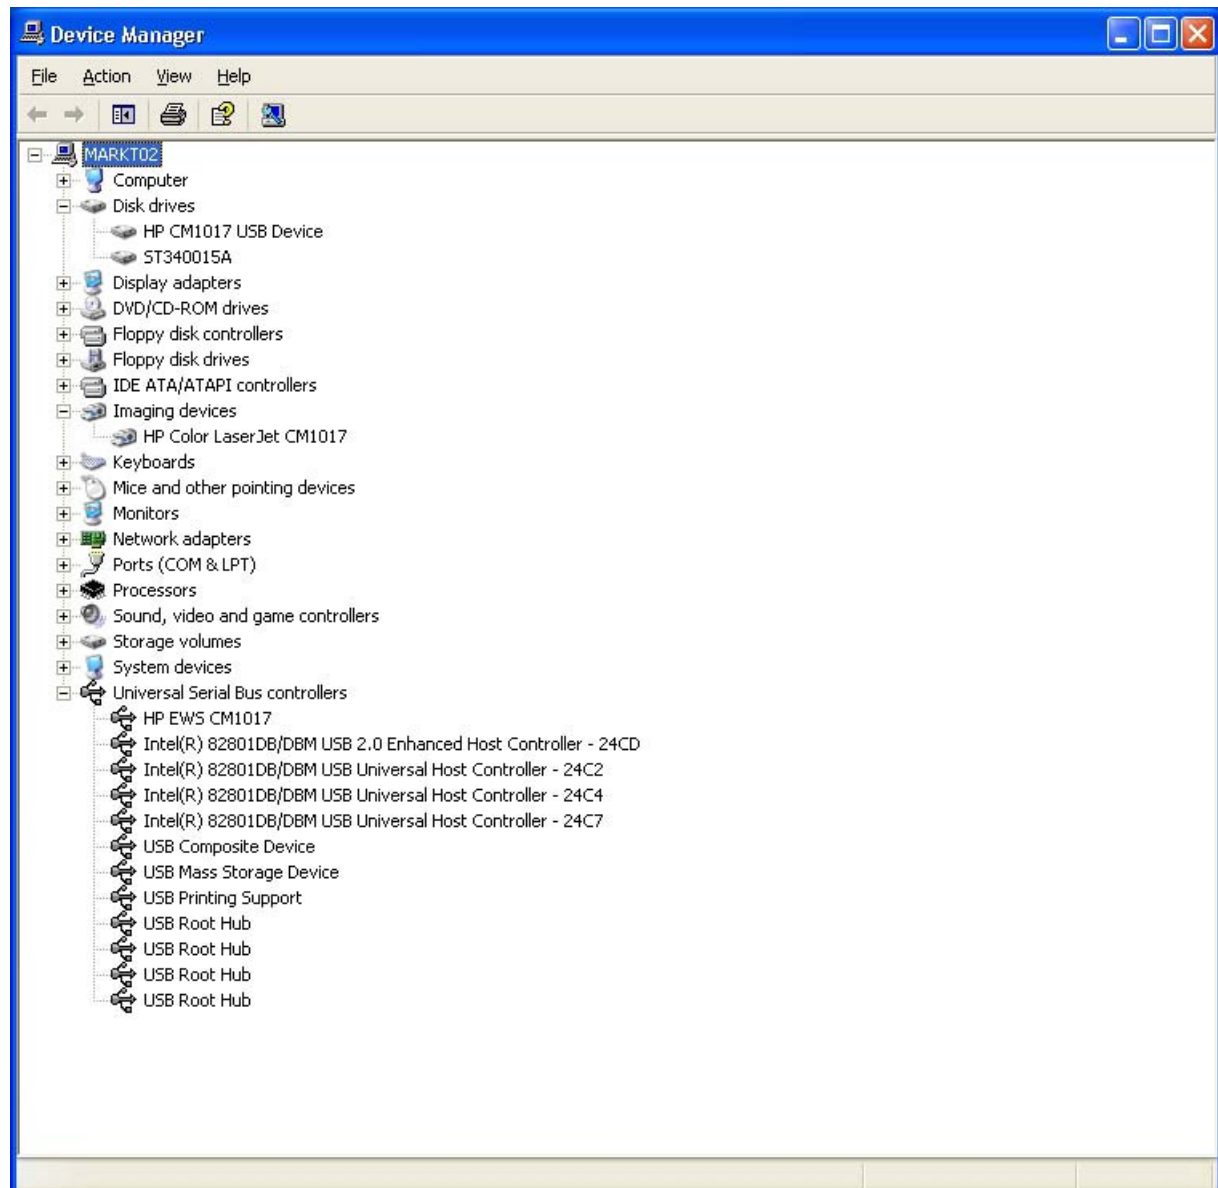 Device Manager
File Action View Help
MARKT02
Computer
Disk drives
HP CM1017 USB Device
ST340015A
Display adapters
DVD/CD-ROM drives
Floppy disk controllers
Floppy disk drives
IDE ATA/ATAPI controllers
Imaging devices
HP Color LaserJet CM1017
Keyboards
Mice and other pointing devices
Monitors
Network adapters
Ports (COM & LPT)
Processors
Sound, video and game controllers
Storage volumes
System devices
Universal Serial Bus controllers
HP EWS CM1017
Intel(R) 82801DB/DBM USB 2.0 Enhanced Host Controller - 24CD
Intel(R) 82801DB/DBM USB Universal Host Controller - 24C2
Intel(R) 82801DB/DBM USB Universal Host Controller - 24C4
Intel(R) 82801DB/DBM USB Universal Host Controller - 24C7
USB Composite Device
USB Mass Storage Device
USB Printing Support
USB Root Hub
USB Root Hub
USB Root Hub
USB Root Hub